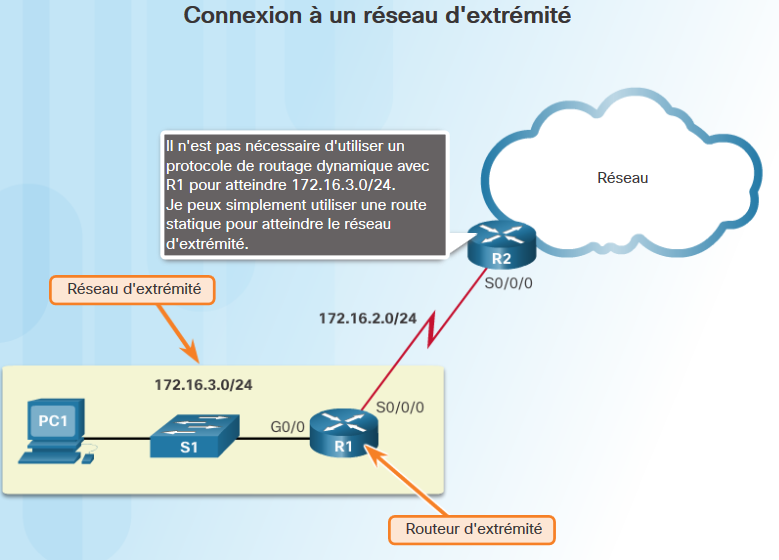 Connexion à un réseau d'extrémité
Il n'est pas nécessaire d'utiliser un
protocole de routage dynamique avec
R1 pour atteindre 172.16.3.0/24.
Je peux simplement utiliser une route
statique pour atteindre le réseau
d'extrémité.
Réseau
R2
S0/0/0
Réseau d'extrémité
172.16.2.0/24
172.16.3.0/24
S0/0/0
PC1
S1
G0/0
R1
Routeur d'extrémité